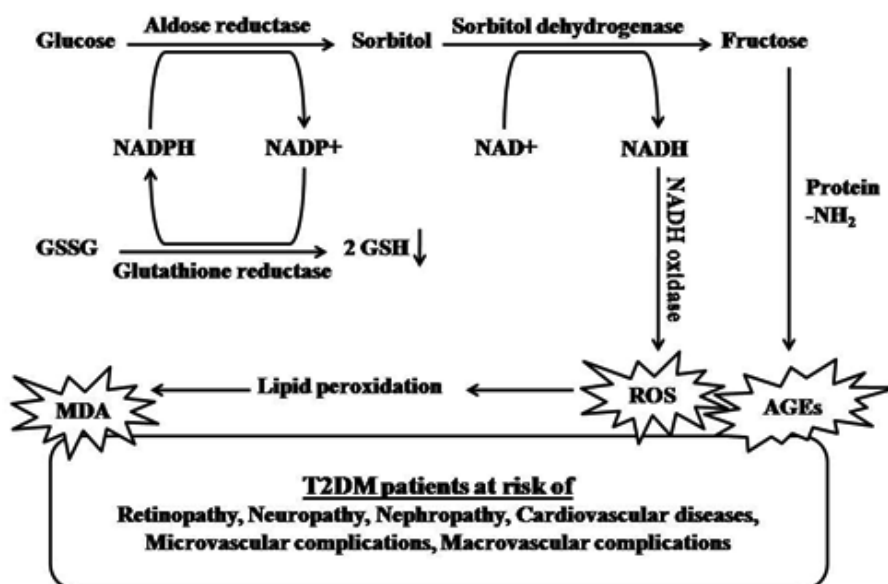 Aldose reductase
Sorbitol dehydrogenase
Glucose
Sorbitol
Fructose
NADPH
NADP+
NAD+
NADH
NADH oxidase
Protein
-NH₂
GSSG
2 GSH
Glutathione reductase
Lipid peroxidation
MDA
ROS
AGEs
T2DM patients at risk of
Retinopathy, Neuropathy, Nephropathy, Cardiovascular diseases,
Microvascular complications, Macrovascular complications